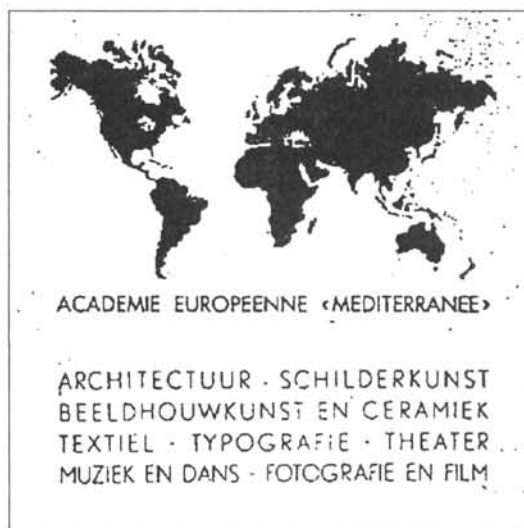 ACADEMIE EUROPEENNE ‹MEDITERRANEE›
ARCHITECTUUR · SCHILDERKUNST
BEELDHOUWKUNST EN CERAMIEK
TEXTIEL · TYPOGRAFIE · THEATER
MUZIEK EN DANS · FOTOGRAFIE EN FILM